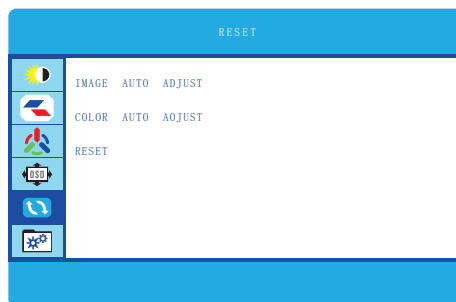 RESET
IMAGE AUTO ADJUST
COLOR AUTO AOJUST
RESET
OSD